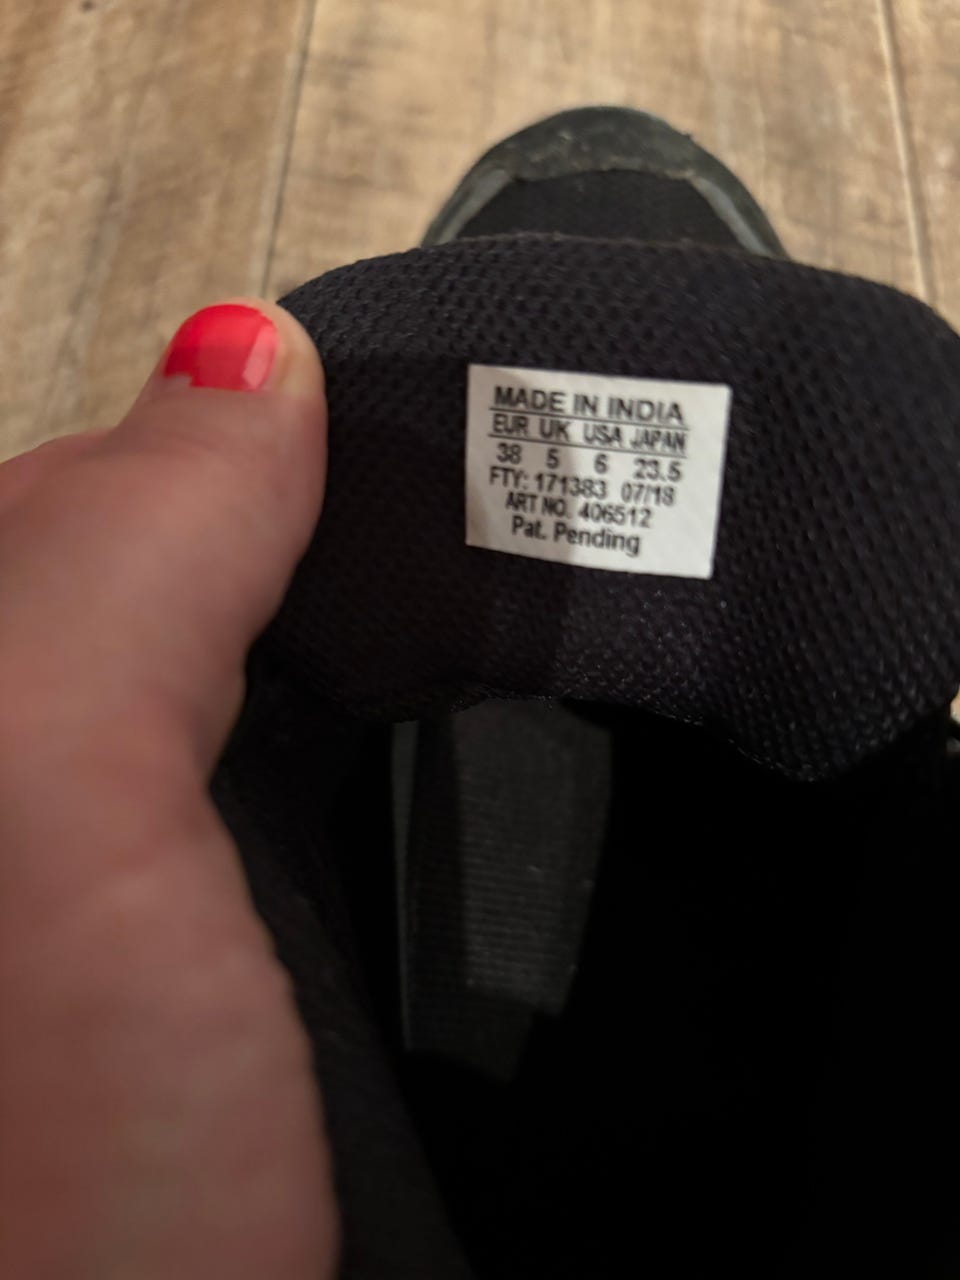 MADE IN INDIA
EUR UK USA JAPAN
38 5 6 23.5
FTY: 171383 07/18
ART NO. 406512
Pat. Pending